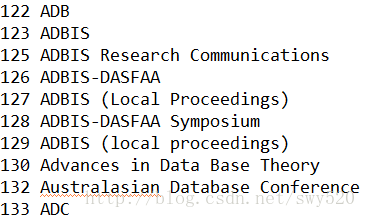 122 ADB
123 ADBIS
125 ADBIS Research Communications
126 ADBIS-DASFAA
127 ADBIS (Local Proceedings)
128 ADBIS-DASFAA Symposium
129 ADBIS (local proceedings)
130 Advances in Data Base Theory
132 Australasian Database Conference
http://blog.csdn.net/swy520
133 ADC